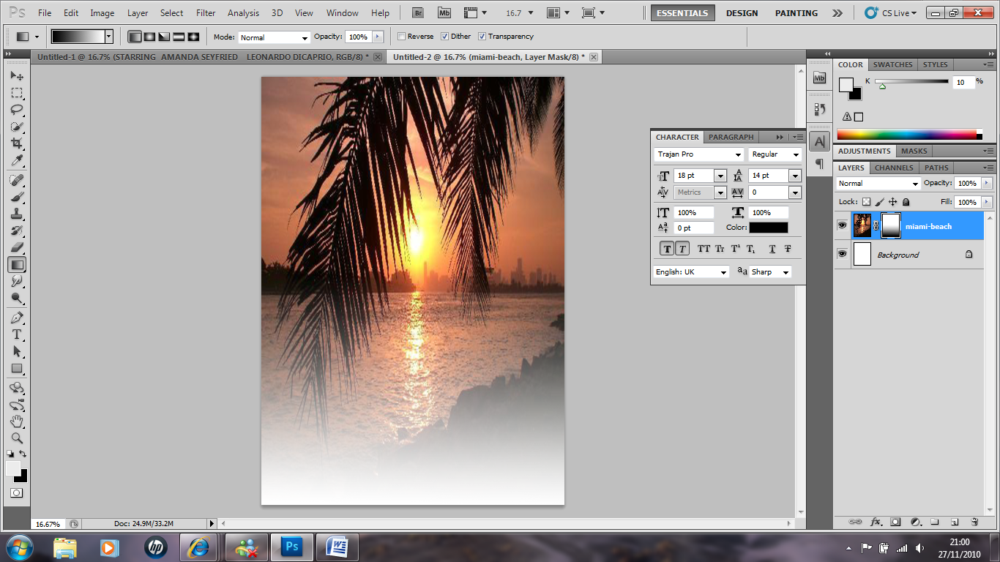 Ps File Edit Image Layer Select Filter Analysis 3D View Window Help Br Mb 16.7 ESSENTIALS DESIGN PAINTING CS Live
Mode: Normal Opacity: 100% Reverse Dither Transparency
Untitled-1 @ 16.7% (STARRING AMANDA SEYFRIED LEONARDO DICAPRIO, RGB/8) * Untitled-2 @ 16.7% (miami-beach, Layer Mask/8) *
COLOR SWATCHES STYLES
Mb
K 10 %
CHARACTER PARAGRAPH
Trajan Pro Regular
18 pt 14 pt
Metrics 0
100% 100%
0 pt Color:
T T TT Tr T¹ T₁ T T
English: UK aa Sharp
ADJUSTMENTS MASKS
LAYERS CHANNELS PATHS
Normal Opacity: 100%
Lock: Fill: 100%
miami-beach
Background
16.67% Doc: 24.9M/33.2M
hp Ps W
21:00
27/11/2010